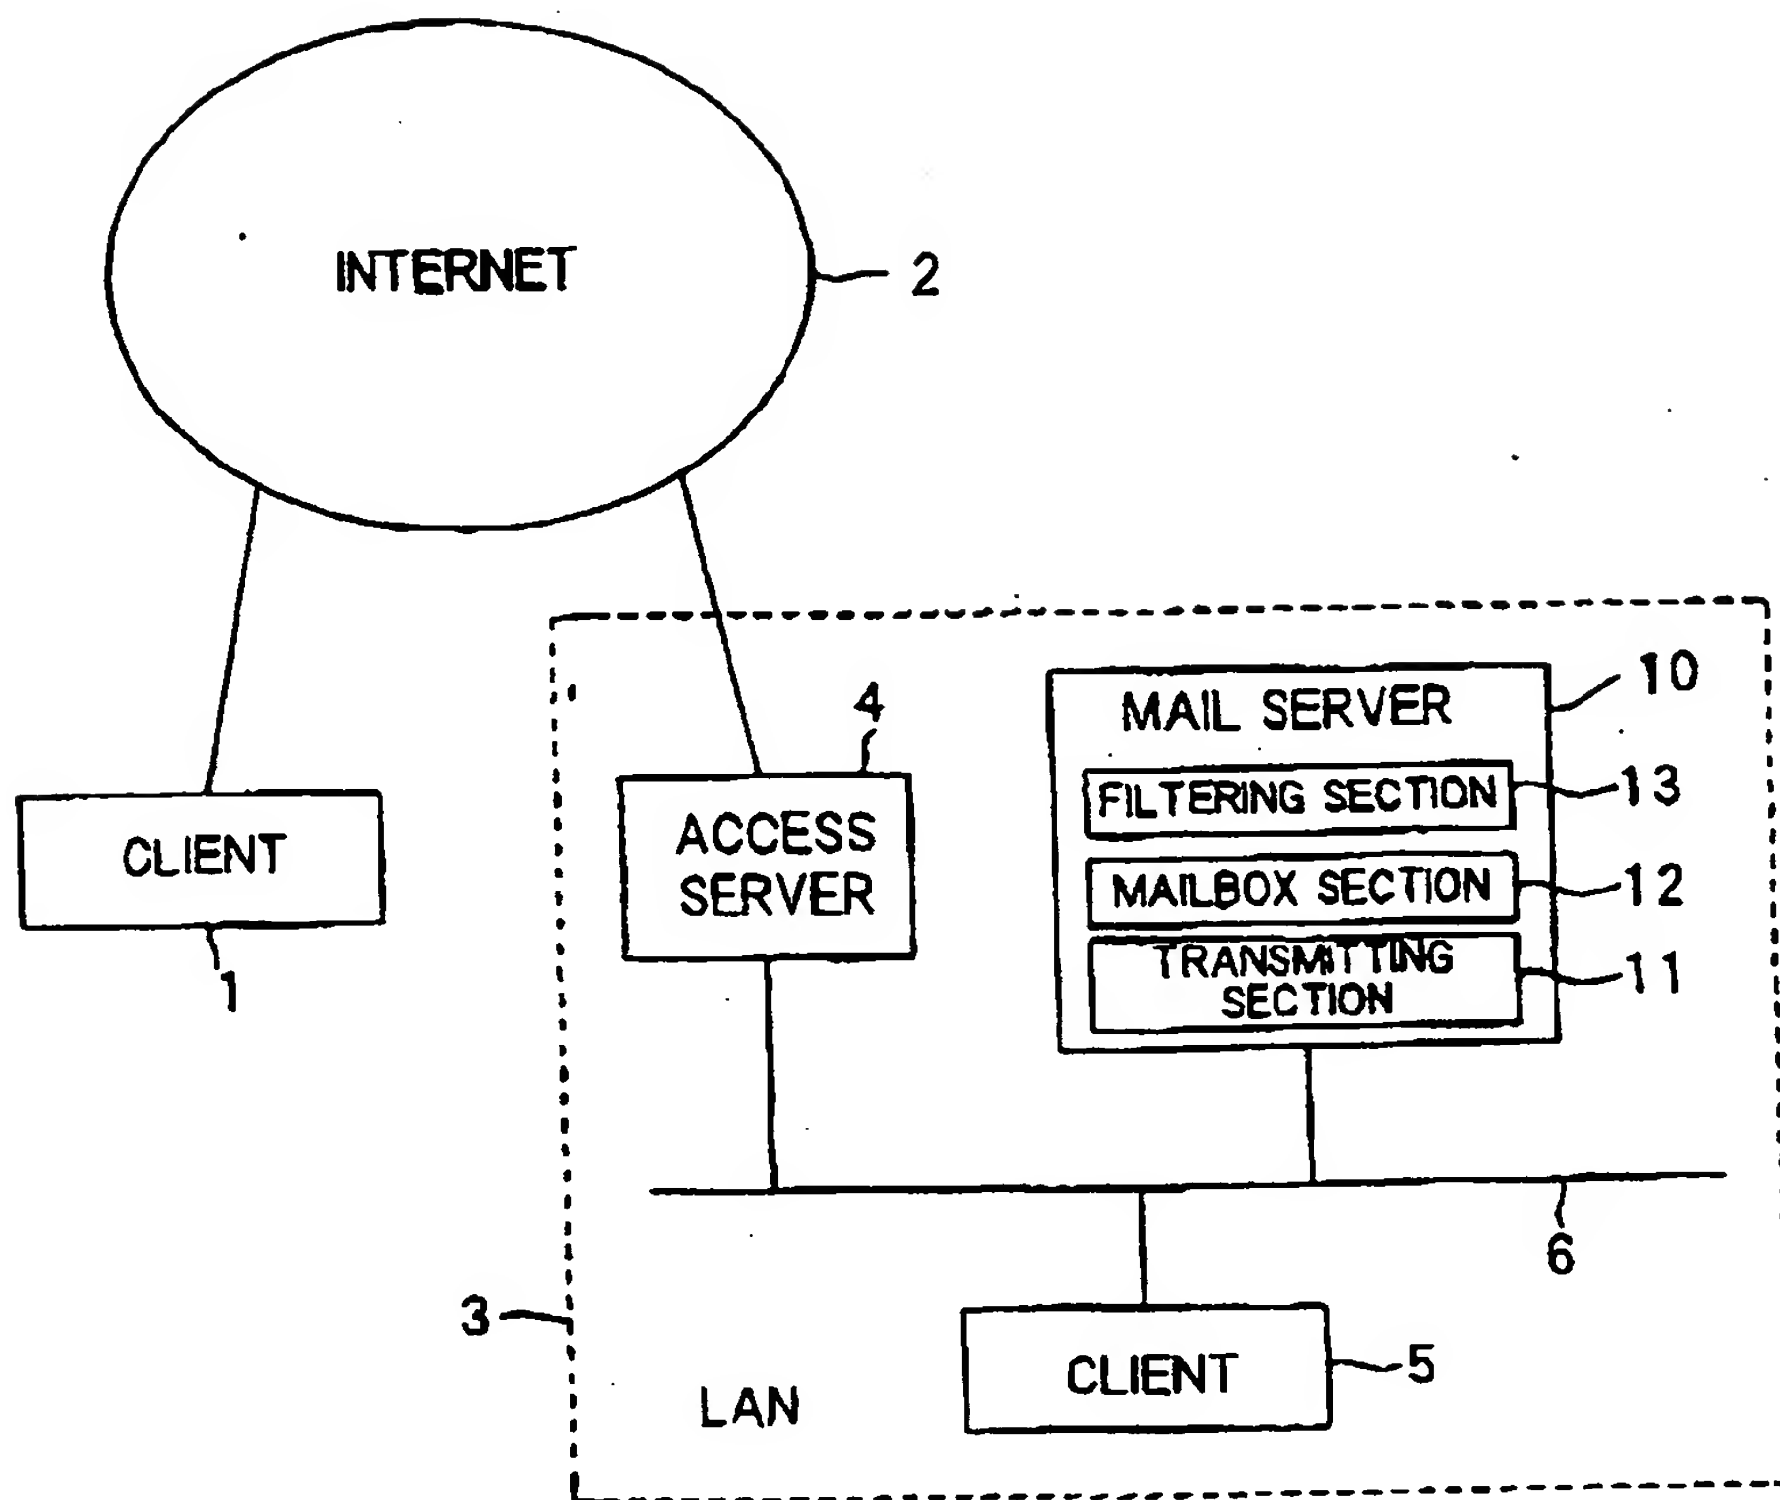 INTERNET
2
4
ACCESS
SERVER
CLIENT
1
10
MAIL SERVER
FILTERING SECTION
13
MAILBOX SECTION
12
TRANSMITTING
SECTION
11
6
3
CLIENT
5
LAN